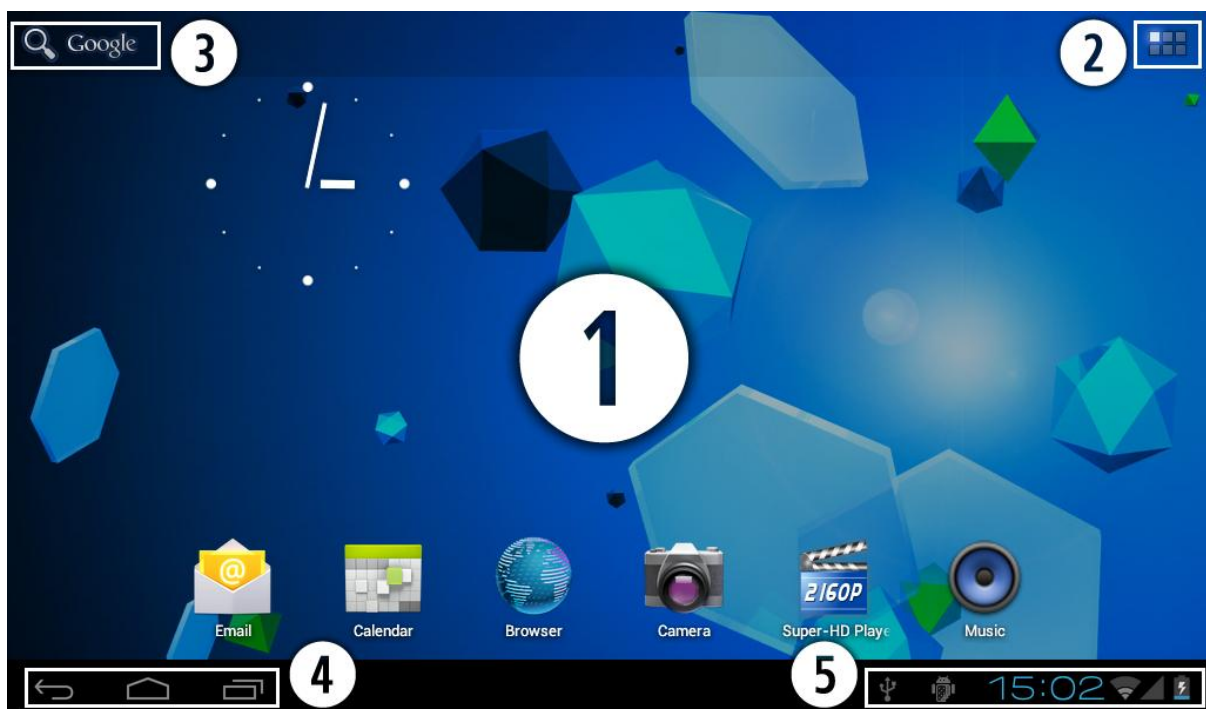 Google
3
2
1
2160P
Email
Calendar
Browser
Camera
Super-HD Playe
Music
4
5
15:02